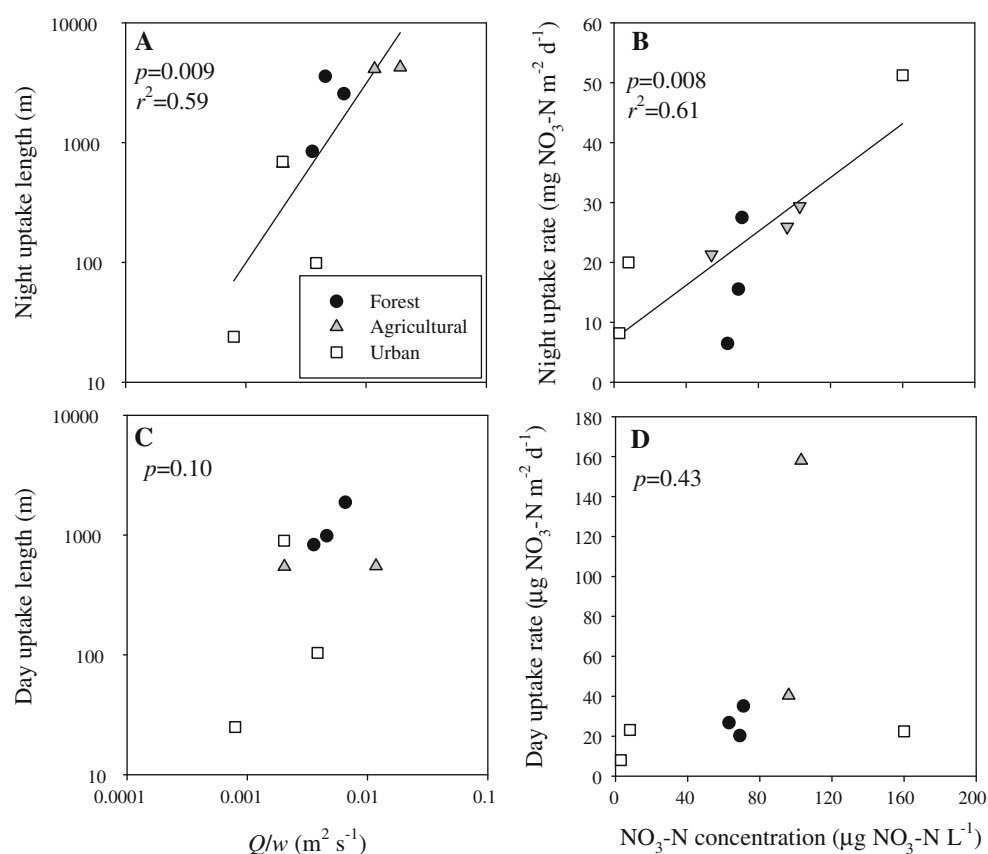 A
p=0.009
r²=0.59
10000
1000
100
10
Night uptake length (m)
Forest
Agricultural
Urban
B
p=0.008
r²=0.61
60
50
40
30
20
10
0
Night uptake rate (mg NO₃-N m⁻² d⁻¹)
C
p=0.10
10000
1000
100
10
Day uptake length (m)
0.0001
0.001
0.01
0.1
Q/w (m² s⁻¹)
D
p=0.43
180
160
140
120
100
80
60
40
20
0
Day uptake rate (µg NO₃-N m⁻² d⁻¹)
0
40
80
120
160
200
NO₃-N concentration (µg NO₃-N L⁻¹)